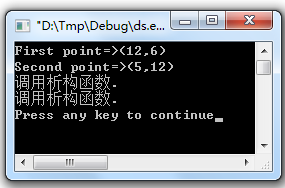 "D:\Tmp\Debug\ds.e...
First point=>(12,6)
Second point=>(5,12)
调用析构函数.
调用析构函数.
Press any key to continue_